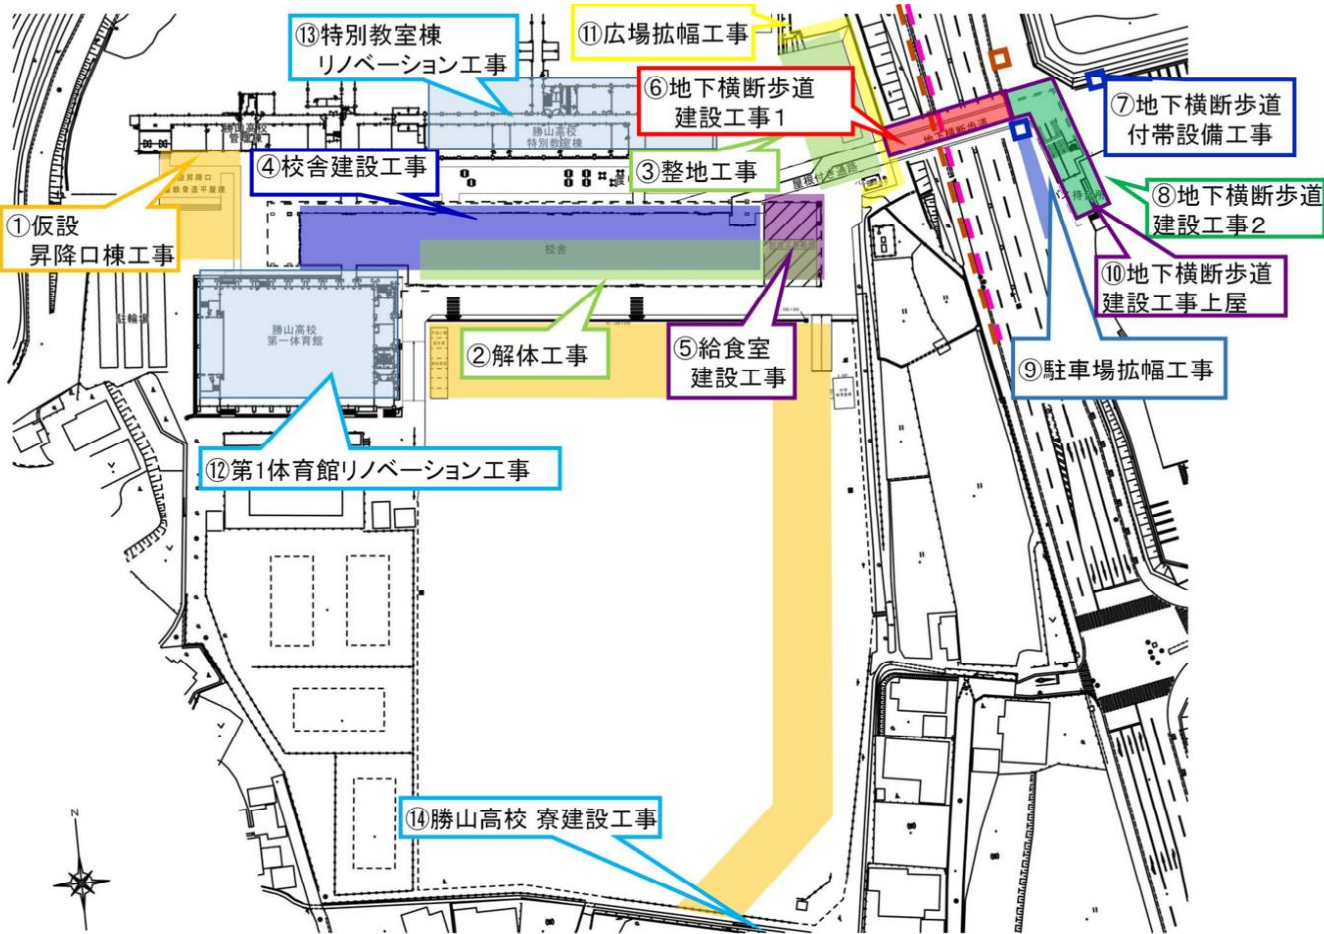 ⑬特別教室棟
リノベーション工事
⑪広場拡幅工事
⑥地下横断歩道
建設工事1
⑦地下横断歩道
付帯設備工事
地下横断歩道
勝山高校
管理棟
勝山高校
特別教室棟
④校舎建設工事
③整地工事
屋根付き通路
①仮設
昇降口棟工事
⑧地下横断歩道
建設工事2
校舎
⑩地下横断歩道
建設工事上屋
駐輪場
勝山高校
第一体育館
②解体工事
⑤給食室
建設工事
⑨駐車場拡幅工事
⑫第1体育館リノベーション工事
⑭勝山高校 寮建設工事
N